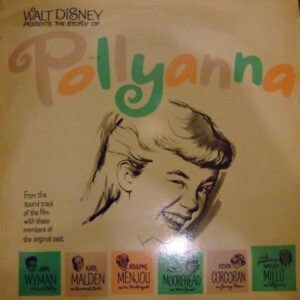 WALT DISNEY
PRESENTS THE STORY OF
Pollyanna
From the
sound track
of the film
with these
members of
the original cast.
JANE
WYMAN
KARL
MALDEN
ADOLPHE
MENJOU
MOOREHEAD
KEVIN
CORCORAN
HAYLEY
MILLS